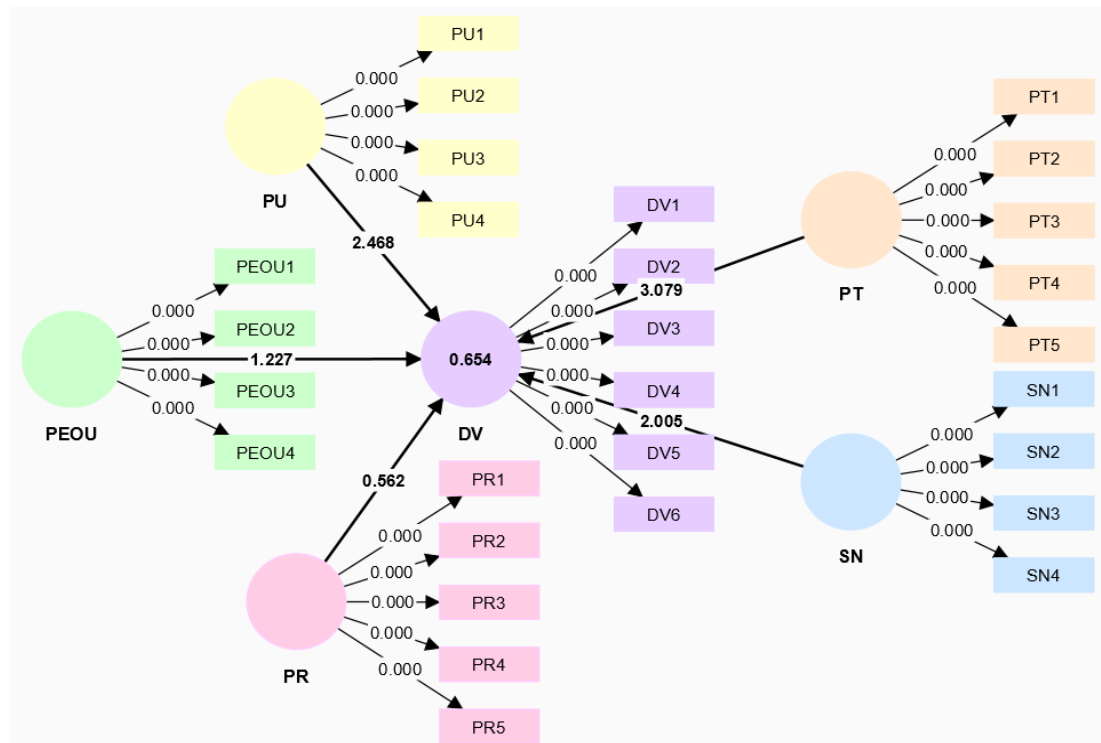 PU1
0.000
PU2
0.000
0.000
PU3
0.000
PU4
PU
2.468
PEOU1
0.000
PEOU2
0.000
1.227
0.000
PEOU3
0.000
PEOU4
PEOU
0.654
DV
DV1
0.000
DV2
0.000
3.079
DV3
0.000
0.000
DV4
0.000
2.005
DV5
0.000
DV6
PT1
0.000
PT2
0.000
0.000
PT3
0.000
PT4
0.000
PT5
PT
SN1
0.000
SN2
0.000
0.000
SN3
0.000
SN4
SN
0.562
PR1
0.000
PR2
0.000
0.000
PR3
0.000
PR4
0.000
PR5
PR